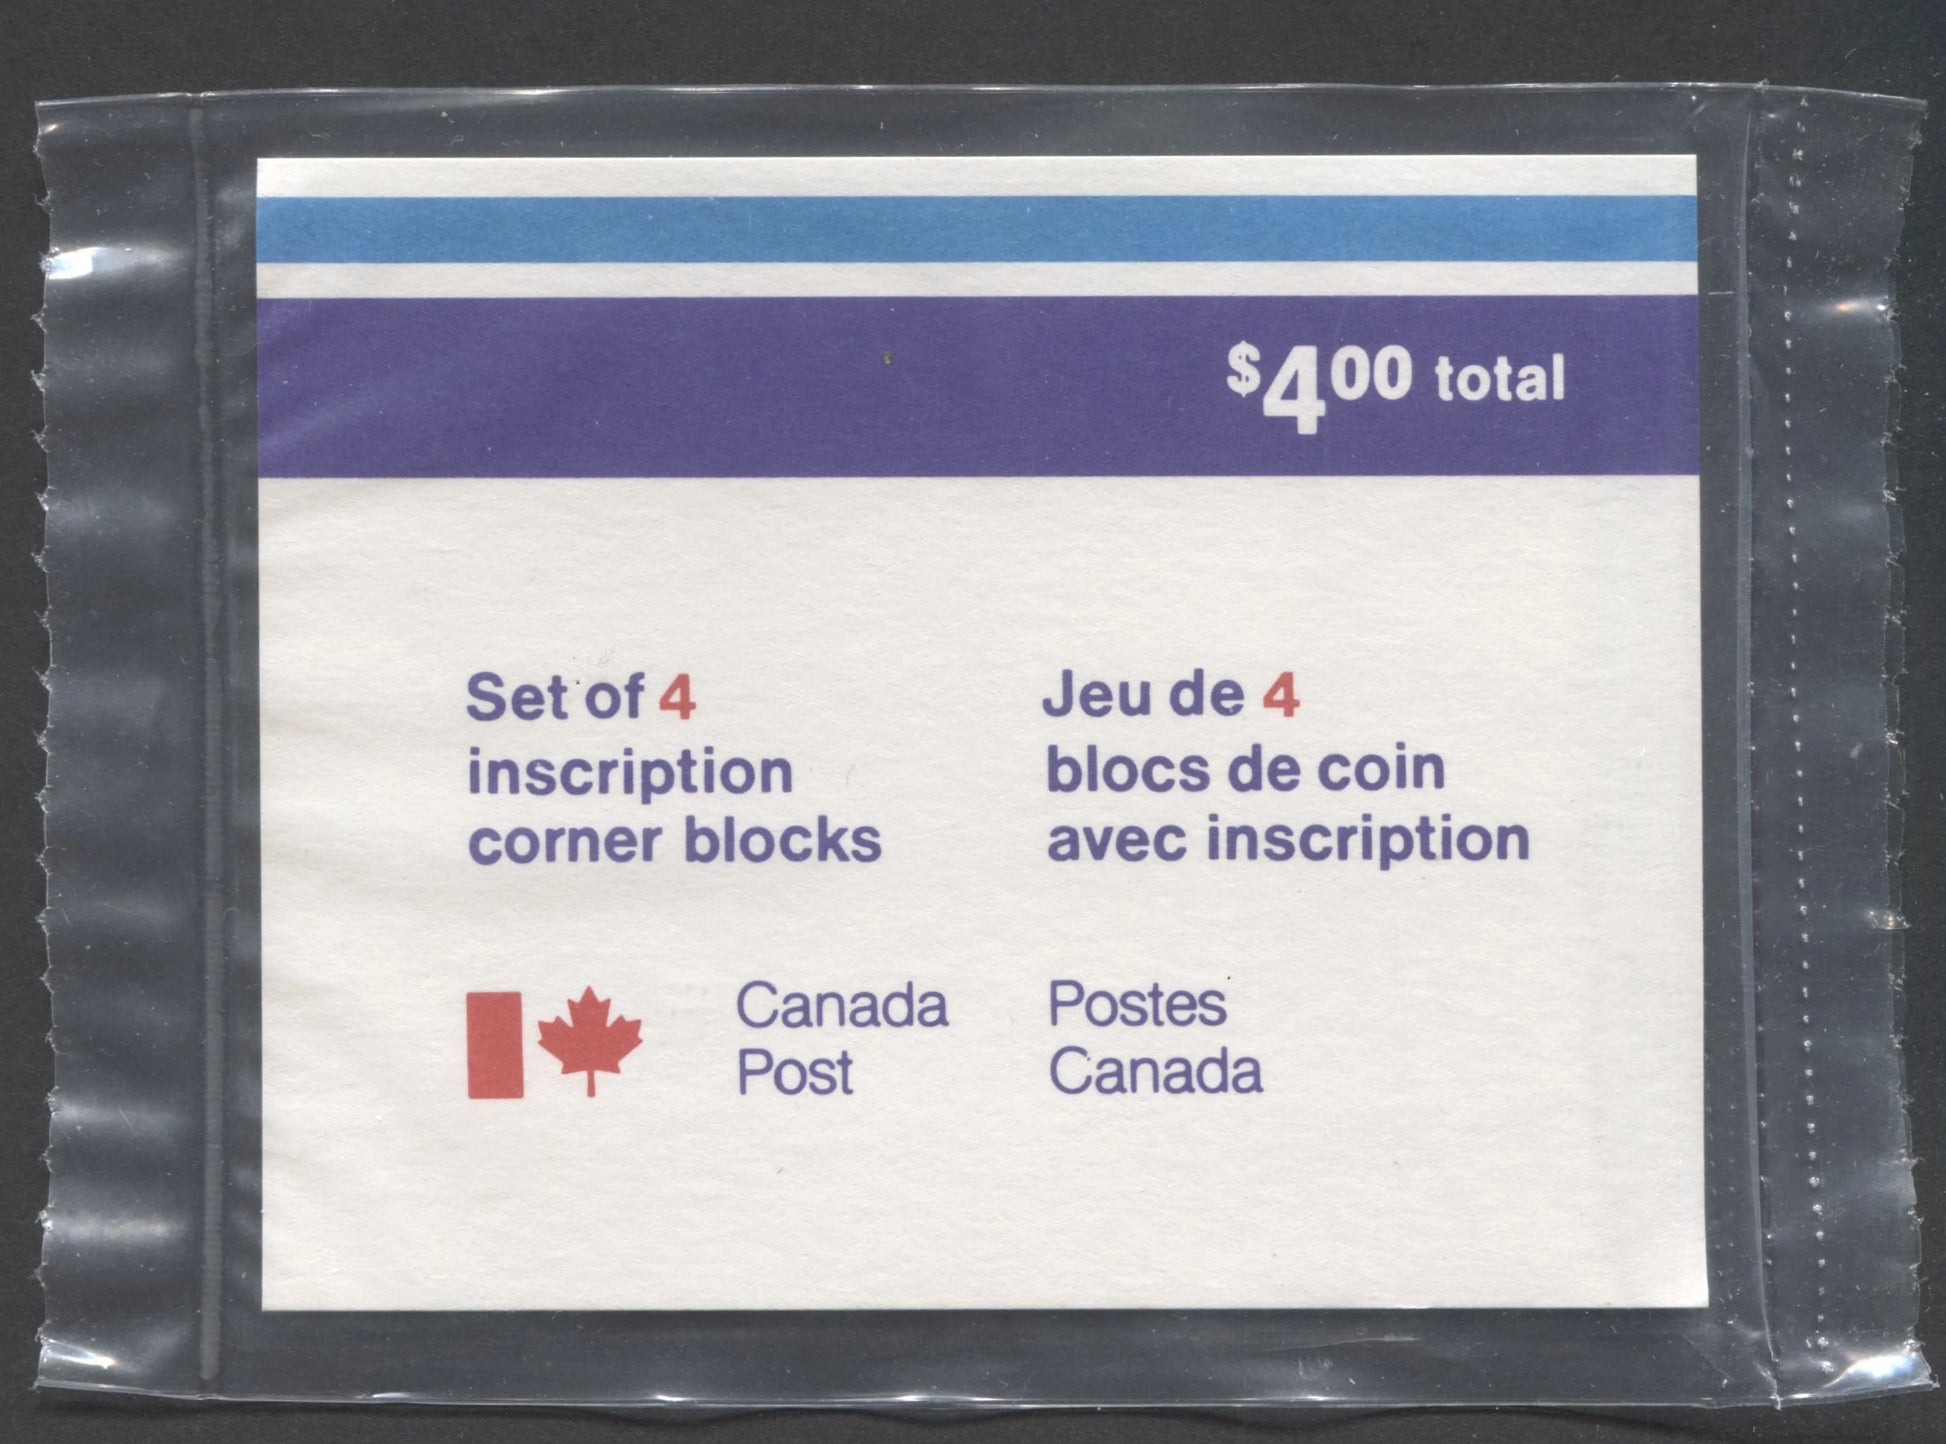 $4.00 total
Set of 4
inscription
corner blocks
Jeu de 4
blocs de coin
avec inscription
Canada
Post
Postes
Canada